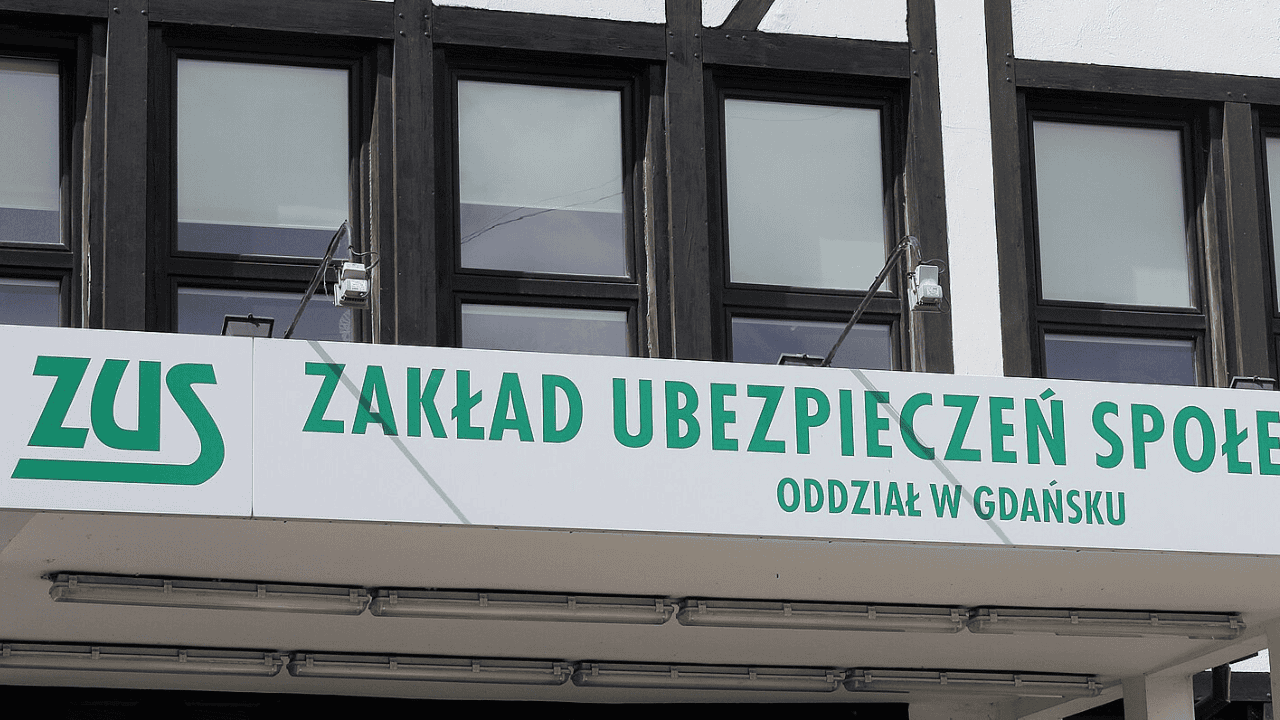 ZUS
ZAKŁAD UBEZPIECZEŃ SPOŁE
ODDZIAŁ W GDAŃSKU